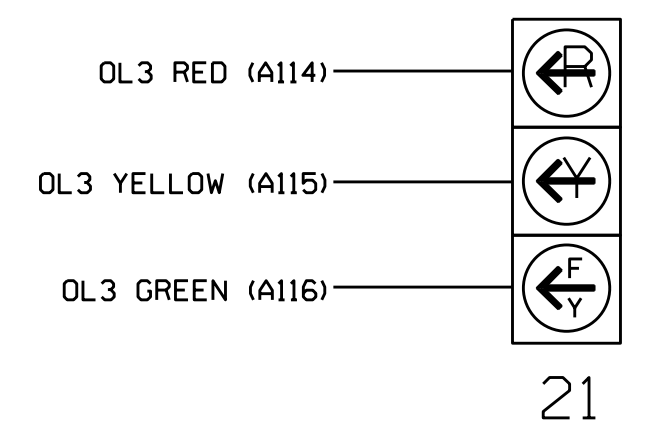 OL3 RED (A114)
R
OL3 YELLOW (A115)
Y
OL3 GREEN (A116)
F
Y
21